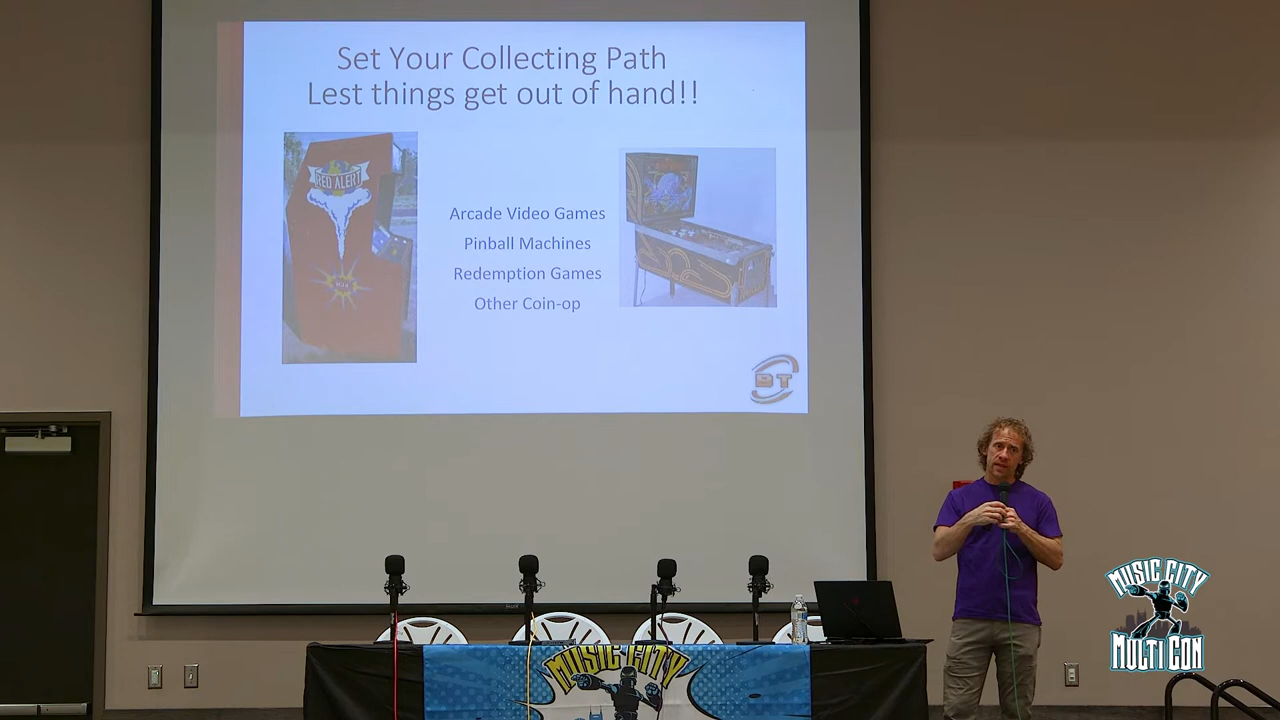 Set Your Collecting Path
Lest things get out of hand!!
RED ALERT
Arcade Video Games
Pinball Machines
Redemption Games
Other Coin-op
BT
MUSIC CITY
MUSIC CITY
MULTI CON